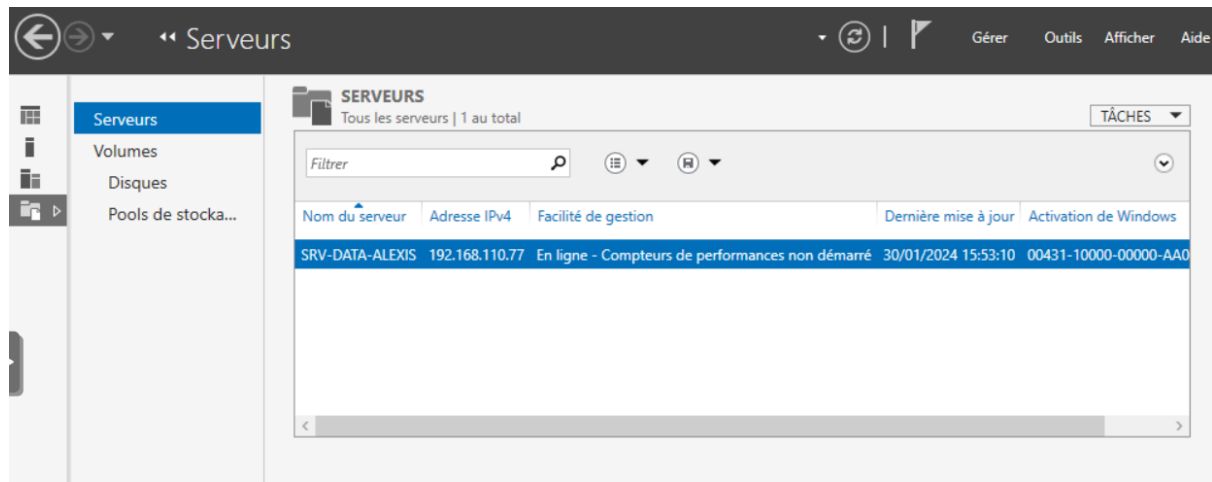 Serveurs
Gérer Outils Afficher Aide
Serveurs
Volumes
Disques
Pools de stocka...
SERVEURS
Tous les serveurs | 1 au total
TÂCHES
Filtrer
Nom du serveur Adresse IPv4 Facilité de gestion Dernière mise à jour Activation de Windows
SRV-DATA-ALEXIS 192.168.110.77 En ligne - Compteurs de performances non démarré 30/01/2024 15:53:10 00431-10000-00000-AA0